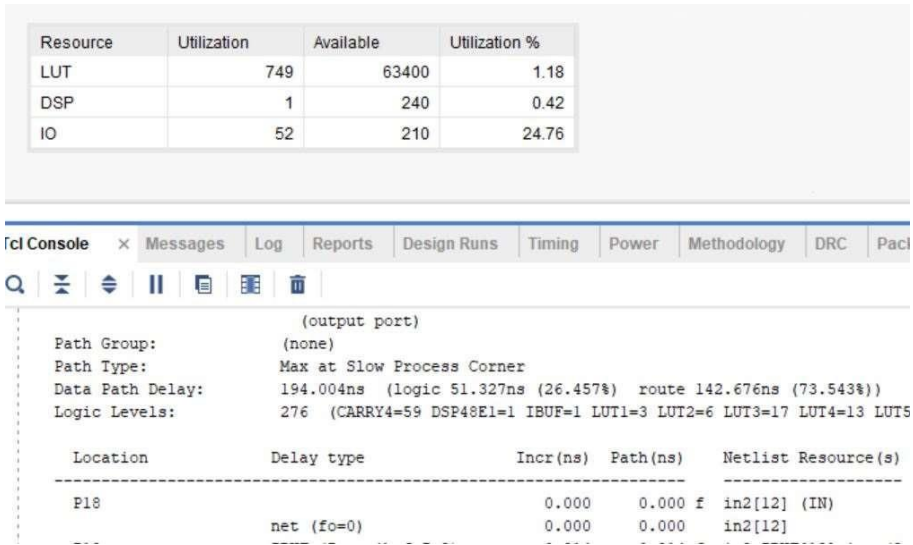 Resource Utilization Available Utilization %
LUT 749 63400 1.18
DSP 1 240 0.42
IO 52 210 24.76
Tcl Console × Messages Log Reports Design Runs Timing Power Methodology DRC Pack
(output port)
Path Group: (none)
Path Type: Max at Slow Process Corner
Data Path Delay: 194.004ns (logic 51.327ns (26.457%) route 142.676ns (73.543%))
Logic Levels: 276 (CARRY4=59 DSP48E1=1 IBUF=1 LUT1=3 LUT2=6 LUT3=17 LUT4=13 LUT5
Location Delay type Incr(ns) Path(ns) Netlist Resource(s)
P18 0.000 0.000 f in2[12] (IN)
net (fo=0) 0.000 0.000 in2[12]